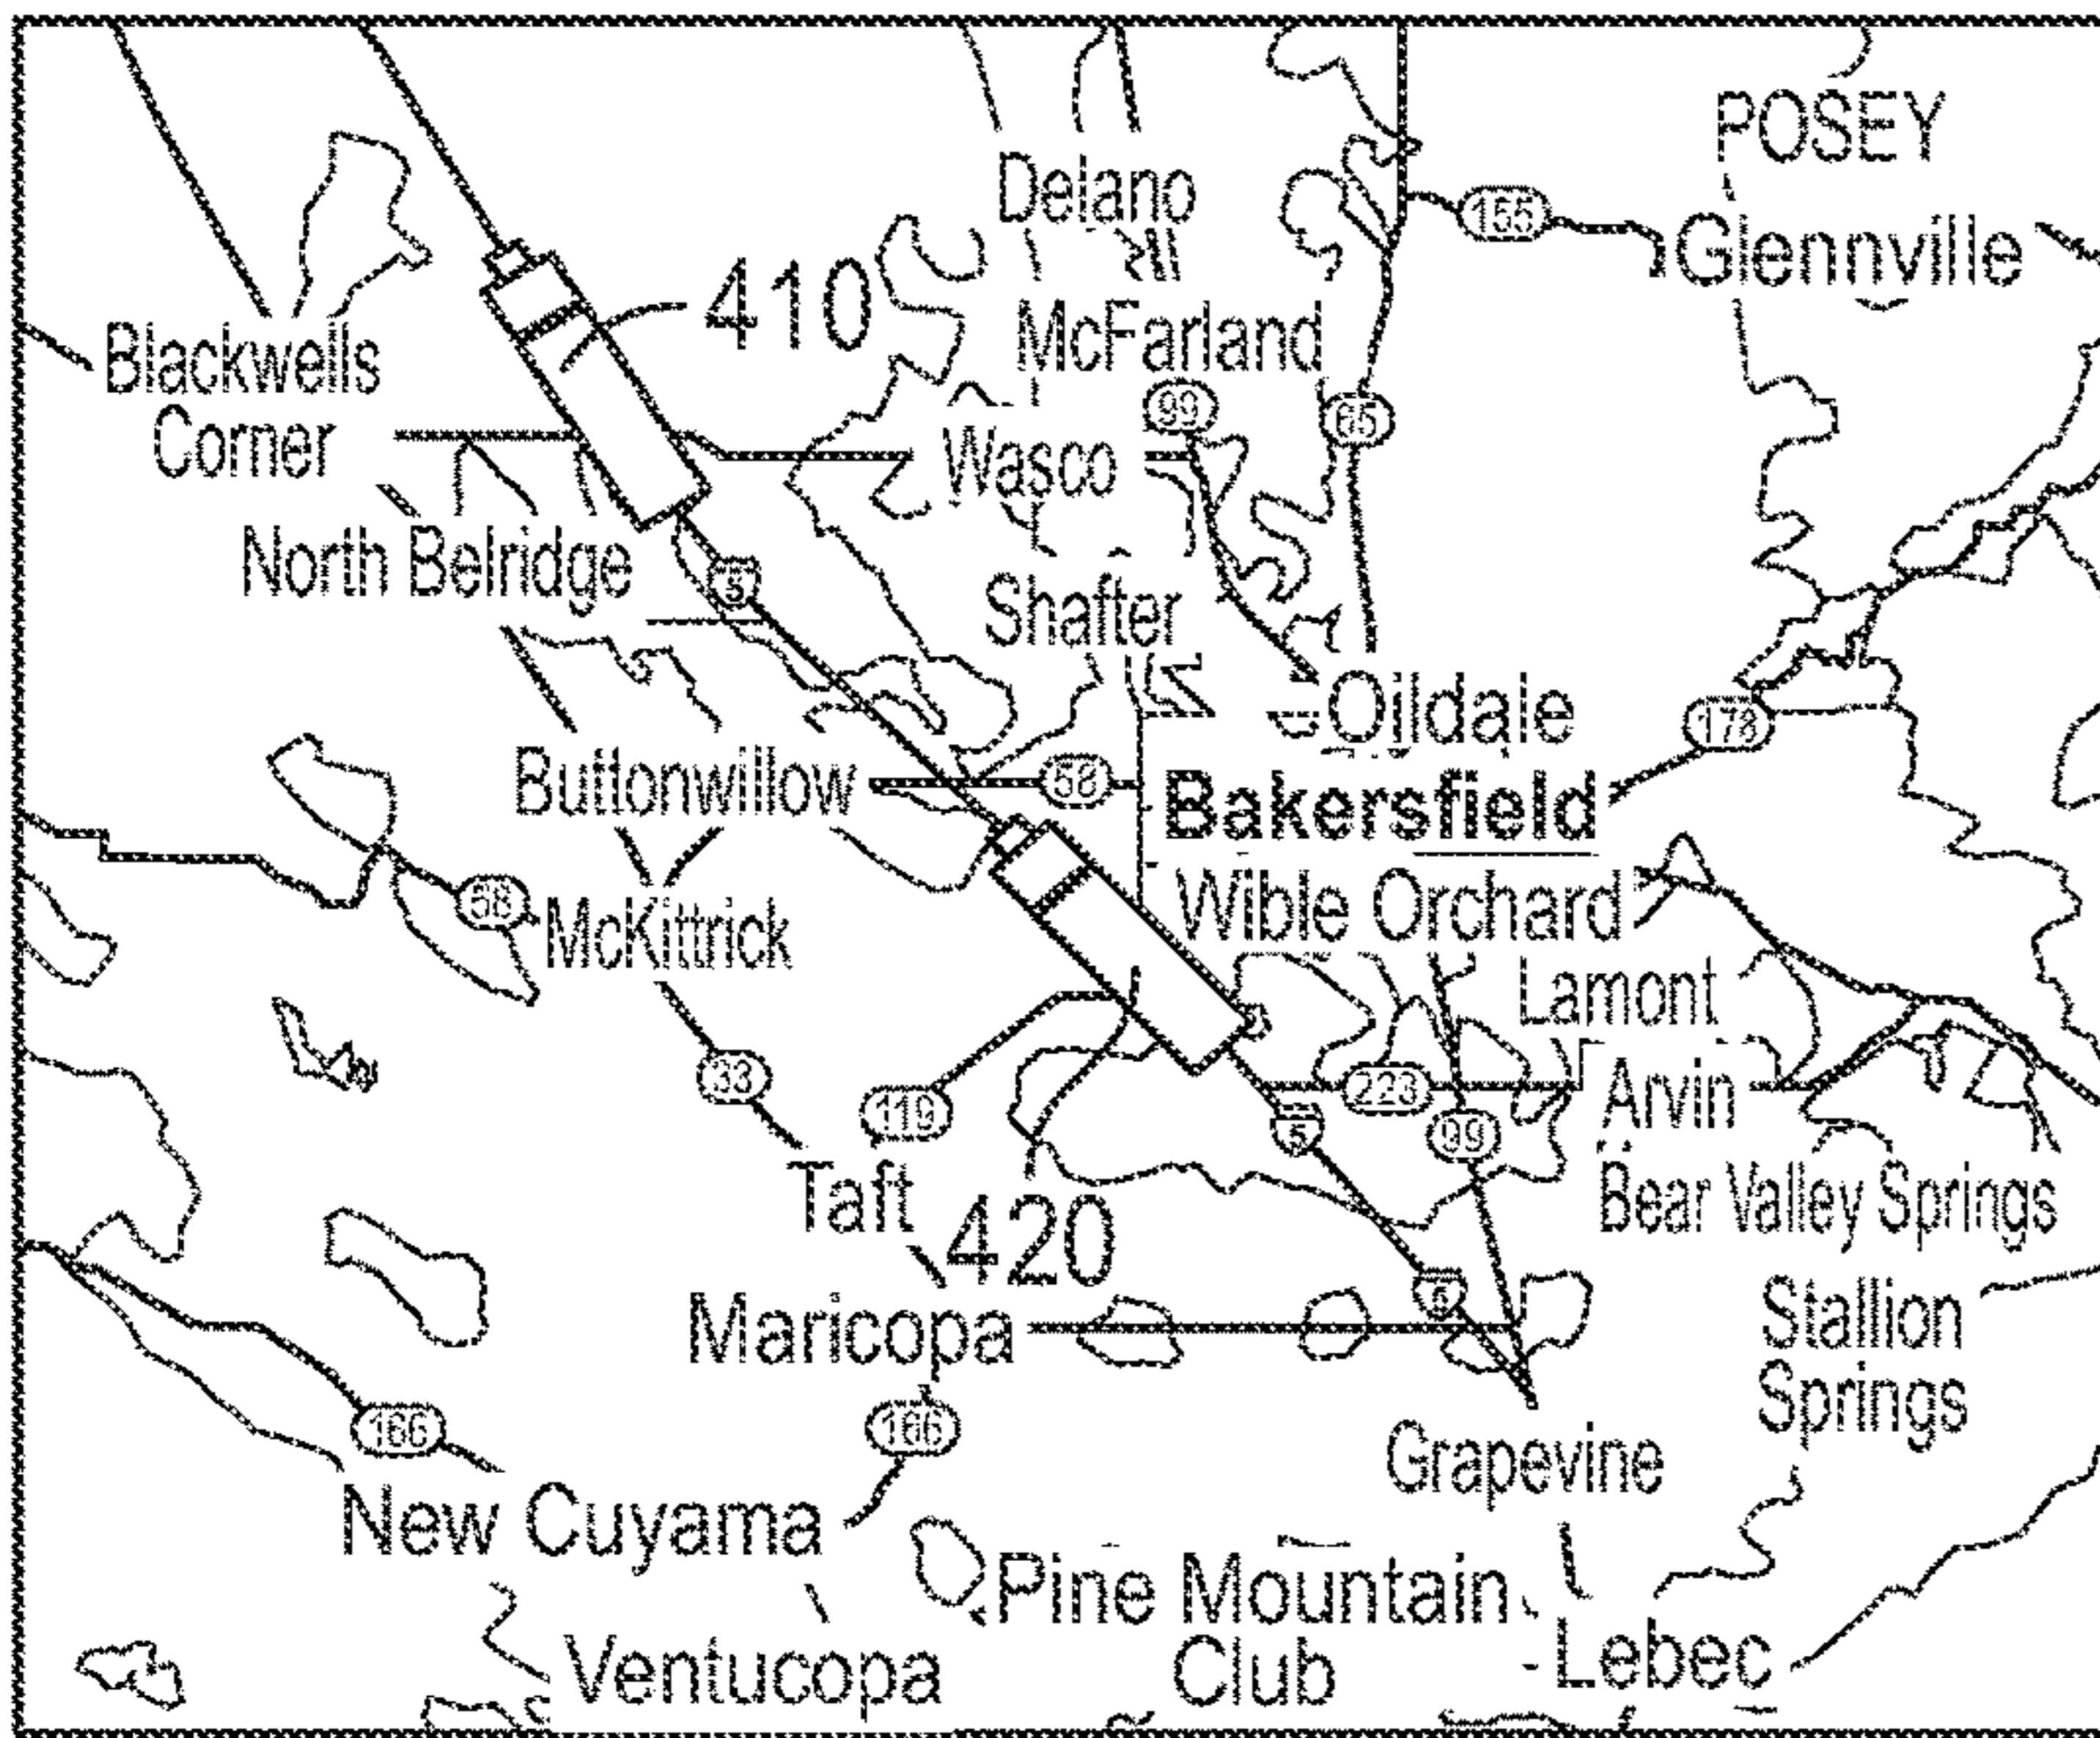 POSEY
Delano
155
Glennville
410
McFarland
Blackwells
Corner
99
65
Wasco
North Belridge
5
Shafter
Oildale
178
Buttonwillow
58
Bakersfield
58
McKittrick
Wible Orchard
Lamont
33
119
223
Arvin
5
99
Taft
420
Bear Valley Springs
Maricopa
5
Stallion
Springs
166
166
Grapevine
New Cuyama
Pine Mountain
Club
Ventucopa
Lebec